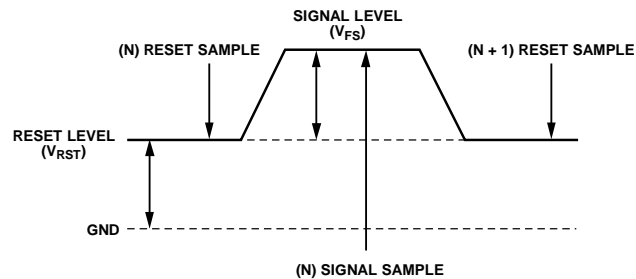 SIGNAL LEVEL
(VFS)
(N) RESET SAMPLE
(N + 1) RESET SAMPLE
RESET LEVEL
(VRST)
GND
(N) SIGNAL SAMPLE